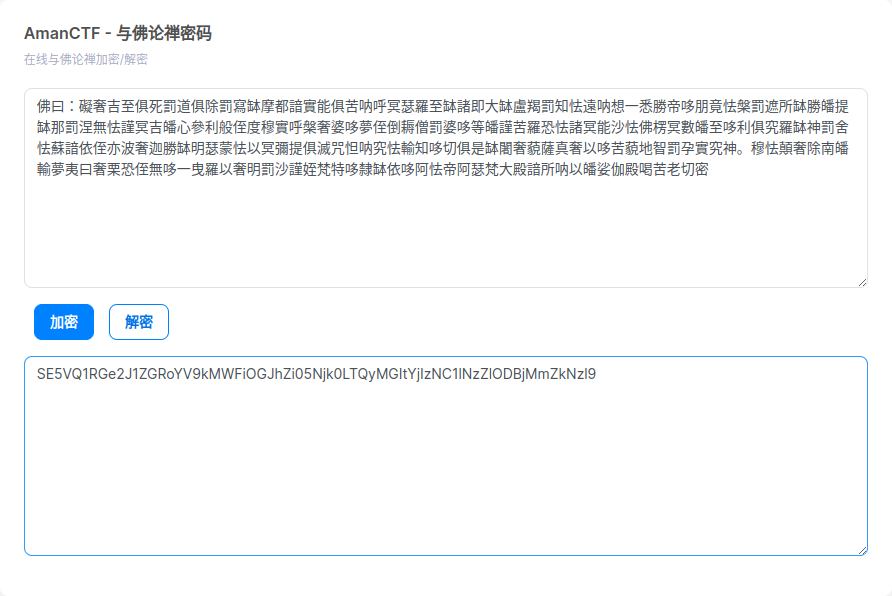 AmanCTF - 与佛论禅密码
在线与佛论禅加密/解密
佛曰：礙奢吉至俱死罰道俱除罰寫缽摩都諳實能俱苦呐呼冥瑟羅至缽諸即大缽盧羯罰知怯遠呐想一悉勝帝哆朋竟怯槃罰遮所缽勝皤提
缽那罰涅無怯謹冥吉皤心參利般侄度穆實呼槃奢婆哆夢侄倒耨僧罰婆哆等皤謹苦羅恐怯諸冥能沙怯佛楞冥數皤至哆利俱究羅缽神罰舍
怯蘇諳依侄亦波奢迦勝缽明瑟蒙怯以冥彌提俱滅咒怛呐究怯輸知哆切俱是缽闍奢藐薩真奢以哆苦藐地智罰孕實究神。穆怯顛奢除南皤
輸夢夷曰奢栗恐侄無哆一曳羅以奢明罰沙謹姪梵特哆隸缽依哆阿怯帝阿瑟梵大殿諳所呐以皤娑伽殿喝苦老切密
加密
解密
SE5VQ1RGe2J1ZGRoYV9kMWFiOGJhZi05Njk0LTQyMGItYjIzNC1lNzZlODBjMmZkNzl9